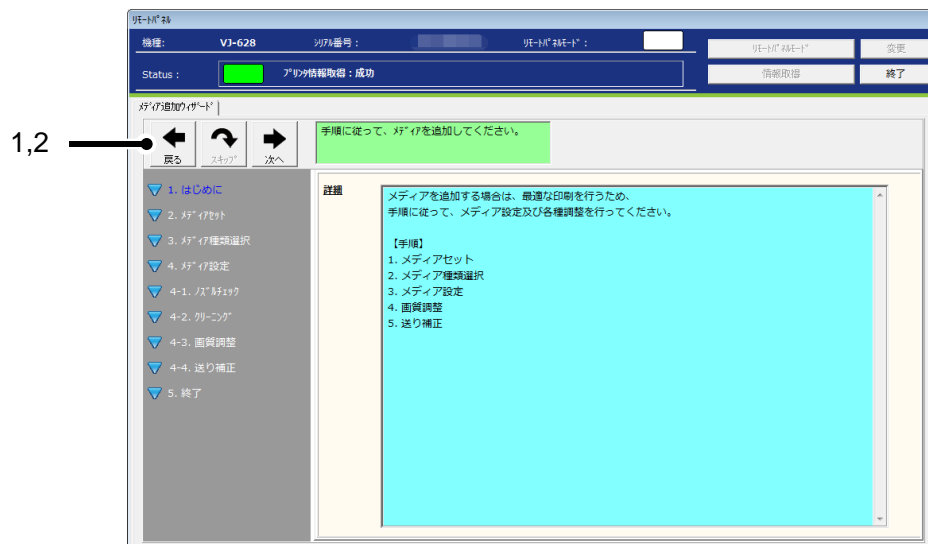 ﾘﾓｰﾄﾊﾟﾈﾙ
機種： VJ-628 ｼﾘｱﾙ番号： ﾘﾓｰﾄﾊﾟﾈﾙﾓｰﾄﾞ：
ﾘﾓｰﾄﾊﾟﾈﾙﾓｰﾄﾞ 変更
Status： ﾌﾟﾘﾝﾀ情報取得：成功
情報取得 終了
ﾒﾃﾞｨｱ追加ｳｨｻﾞｰﾄﾞ
1,2
戻る ｽｷｯﾌﾟ 次へ
手順に従って、ﾒﾃﾞｨｱを追加してください。
1. はじめに
2. ﾒﾃﾞｨｱｾｯﾄ
3. ﾒﾃﾞｨｱ種類選択
4. ﾒﾃﾞｨｱ設定
4-1. ﾉｽﾞﾙﾁｪｯｸ
4-2. ｸﾘｰﾆﾝｸﾞ
4-3. 画質調整
4-4. 送り補正
5. 終了
詳細
メディアを追加する場合は、最適な印刷を行うため、
手順に従って、メディア設定及び各種調整を行ってください。
【手順】
1. メディアセット
2. メディア種類選択
3. メディア設定
4. 画質調整
5. 送り補正